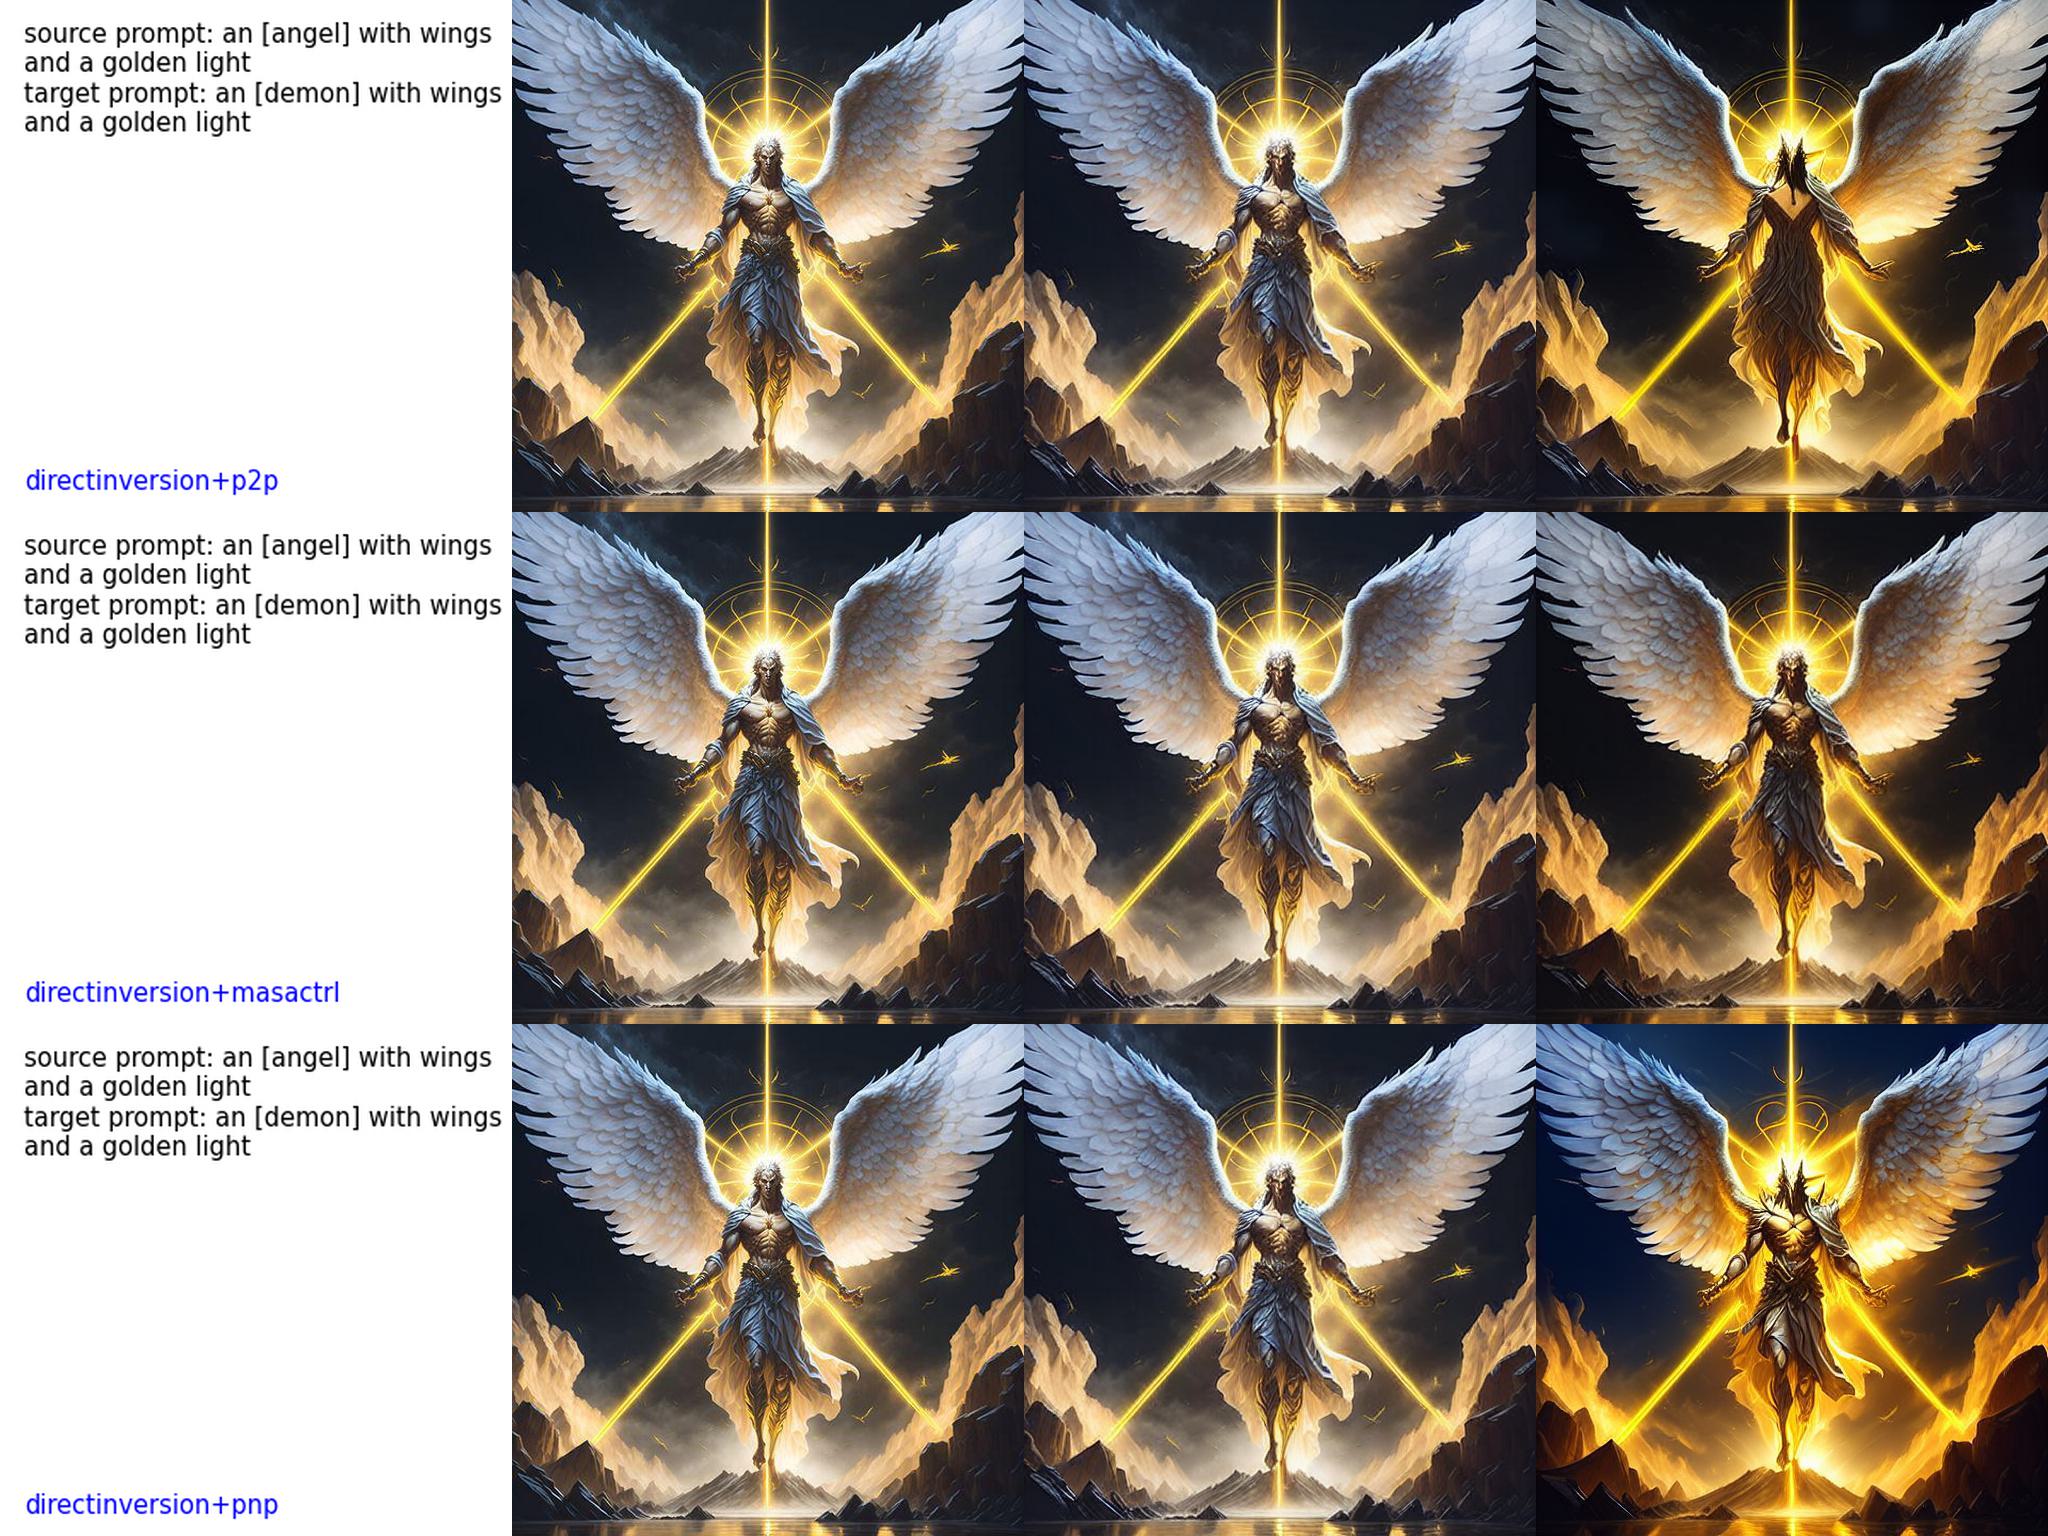 source prompt: an [angel] with wings
and a golden light
target prompt: an [demon] with wings
and a golden light
directinversion+p2p
source prompt: an [angel] with wings
and a golden light
target prompt: an [demon] with wings
and a golden light
directinversion+masactrl
source prompt: an [angel] with wings
and a golden light
target prompt: an [demon] with wings
and a golden light
directinversion+pnp